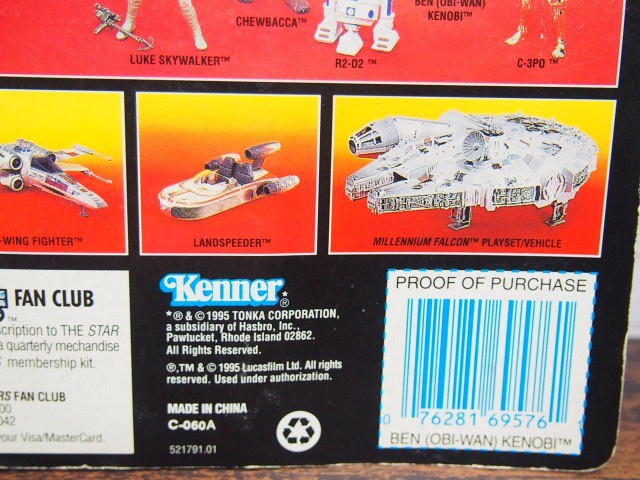 CHEWBACCA™
BEN (OBI-WAN)
KENOBI™
LUKE SKYWALKER™
R2-D2™
C-3PO™
-WING FIGHTER™
LANDSPEEDER™
MILLENNIUM FALCON™ PLAYSET/VEHICLE
FAN CLUB
™
cription to THE STAR
a quarterly merchandise
S membership kit.
RS FAN CLUB
00
042
your Visa/MasterCard.
Kenner®
*® & © 1995 TONKA CORPORATION,
a subsidiary of Hasbro, Inc.,
Pawtucket, Rhode Island 02862.
All Rights Reserved.
®,™ & © 1995 Lucasfilm Ltd. All rights
reserved. Used under authorization.
MADE IN CHINA
C-060A
521791.01
PROOF OF PURCHASE
0 76281 69576 4
BEN (OBI-WAN) KENOBI™